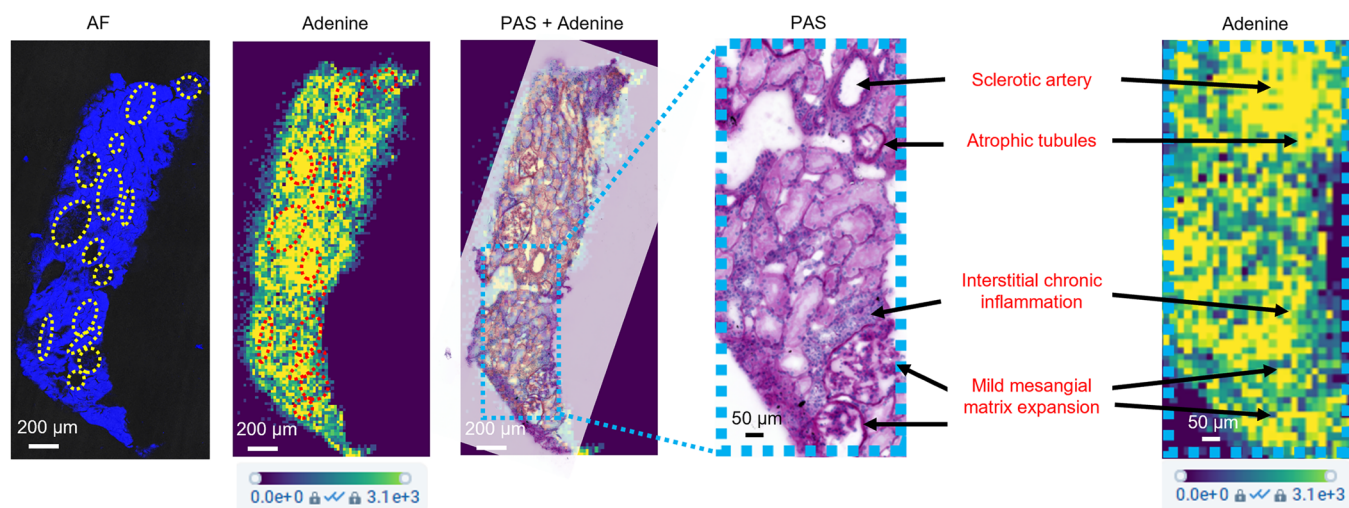 AF
Adenine
PAS + Adenine
PAS
Adenine
Sclerotic artery
Atrophic tubules
Interstitial chronic
inflammation
Mild mesangial
matrix expansion
200 µm
200 µm
200 µm
50 µm
50 µm
0.0e+0 3.1e+3
0.0e+0 3.1e+3